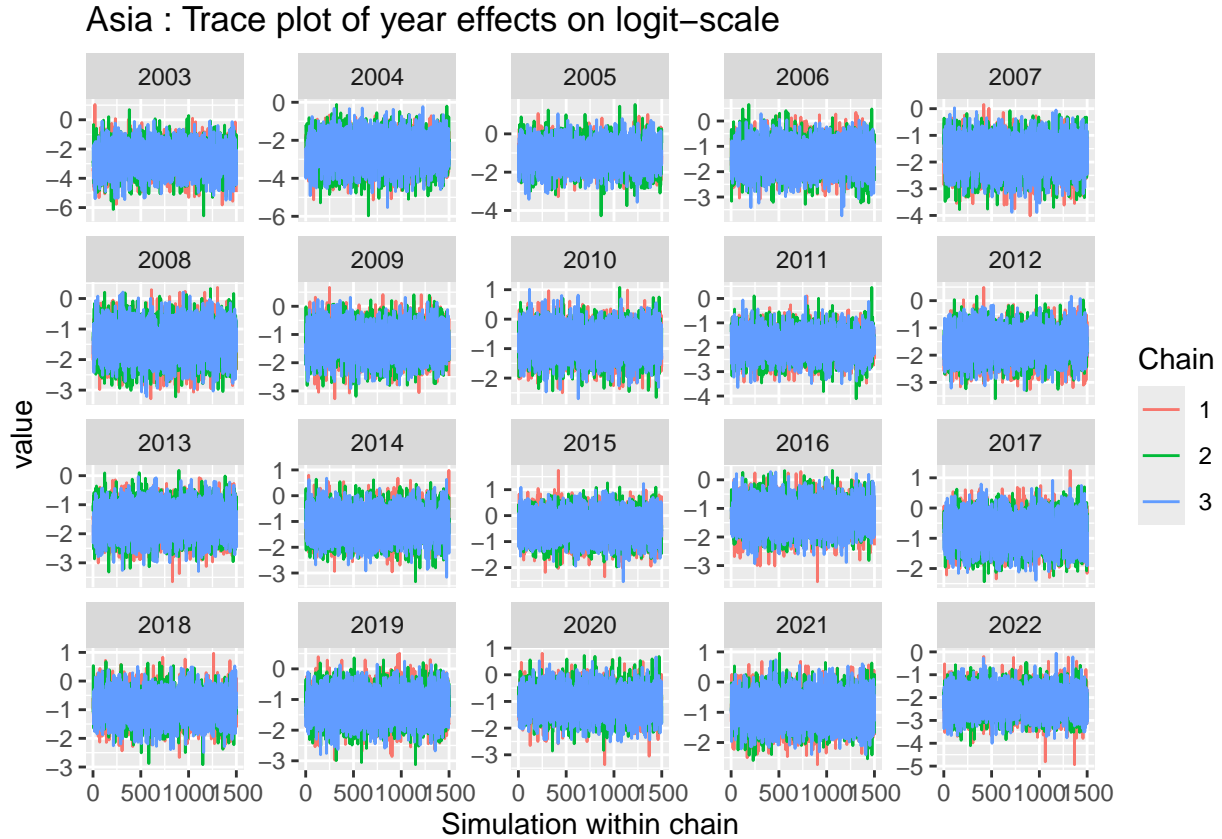 Asia : Trace plot of year effects on logit−scale
2003 2004 2005 2006 2007
0 −2 −4 −6
0 −2 −4 −6
0 −2 −4
0 −1 −2 −3
0 −1 −2 −3 −4
2008 2009 2010 2011 2012
0 −1 −2 −3
0 −1 −2 −3
1 0 −1 −2
0 −1 −2 −3 −4
0 −1 −2 −3
2013 2014 2015 2016 2017
0 −1 −2 −3
1 0 −1 −2 −3
1 0 −1 −2
0 −1 −2 −3
1 0 −1 −2
2018 2019 2020 2021 2022
1 0 −1 −2 −3
0 −1 −2 −3
1 0 −1 −2 −3
1 0 −1 −2
0 −1 −2 −3 −4 −5
0 500 1000 1500 0 500 1000 1500 0 500 1000 1500 0 500 1000 1500 0 500 1000 1500
Simulation within chain
value
Chain
1
2
3